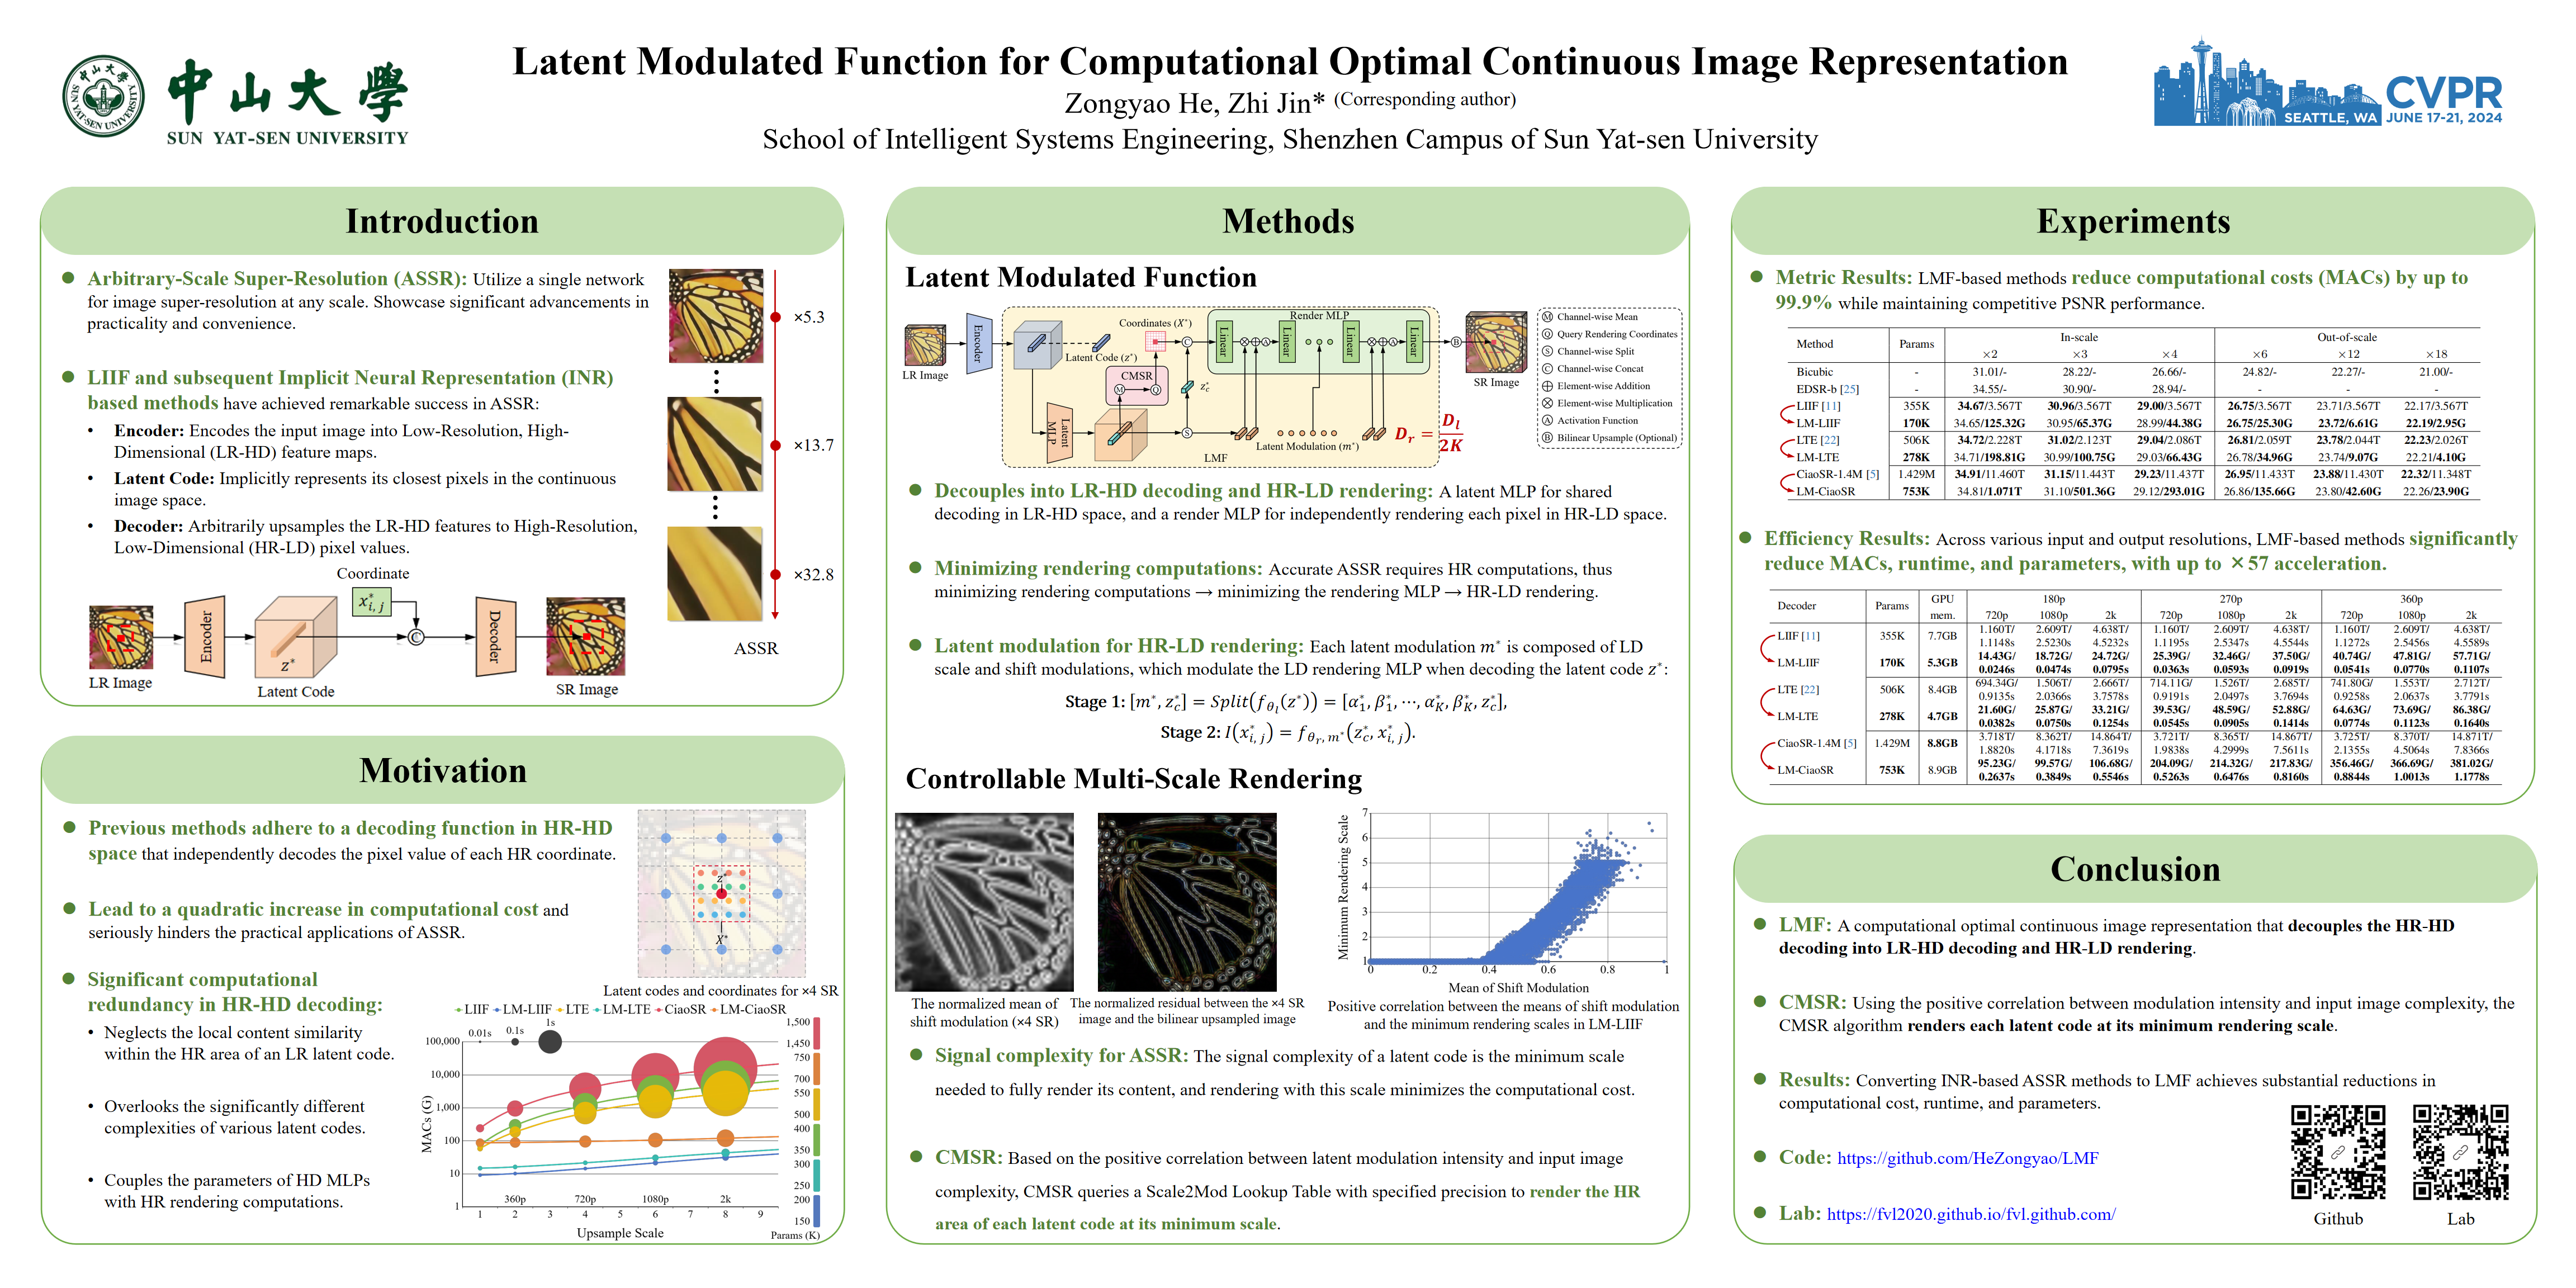 中山大學
SUN YAT-SEN UNIVERSITY
Latent Modulated Function for Computational Optimal Continuous Image Representation
Zongyao He, Zhi Jin* (Corresponding author)
School of Intelligent Systems Engineering, Shenzhen Campus of Sun Yat-sen University
SEATTLE, WA
CVPR
JUNE 17-21, 2024
Introduction
● Arbitrary-Scale Super-Resolution (ASSR): Utilize a single network
for image super-resolution at any scale. Showcase significant advancements in
practicality and convenience.
● LIIF and subsequent Implicit Neural Representation (INR)
based methods have achieved remarkable success in ASSR:
• Encoder: Encodes the input image into Low-Resolution, High-
Dimensional (LR-HD) feature maps.
• Latent Code: Implicitly represents its closest pixels in the continuous
image space.
• Decoder: Arbitrarily upsamples the LR-HD features to High-Resolution,
Low-Dimensional (HR-LD) pixel values.
×5.3
×13.7
×32.8
ASSR
Coordinate
x*i, j
Encoder
z*
C
Decoder
LR Image
Latent Code
SR Image
Motivation
● Previous methods adhere to a decoding function in HR-HD
space that independently decodes the pixel value of each HR coordinate.
● Lead to a quadratic increase in computational cost and
seriously hinders the practical applications of ASSR.
● Significant computational
redundancy in HR-HD decoding:
• Neglects the local content similarity
within the HR area of an LR latent code.
• Overlooks the significantly different
complexities of various latent codes.
• Couples the parameters of HD MLPs
with HR rendering computations.
z*
X*
Latent codes and coordinates for ×4 SR
LIIF LM-LIIF LTE LM-LTE CiaoSR LM-CiaoSR
0.01s 0.1s 1s
MACs (G)
100,000
10,000
1,000
100
10
1
360p 720p 1080p 2k
1 2 3 4 5 6 7 8 9
Upsample Scale
1,500
1,450
750
700
550
500
400
350
300
250
200
150
Params (K)
Methods
Latent Modulated Function
LR Image
Encoder
Latent Code (z*)
Coordinates (X*)
CMSR
M
Q
Latent MLP
z*c
C
S
Render MLP
Linear Linear Linear Linear
Latent Modulation (m*)
LMF
B
SR Image
Dr = Dl / 2K
M Channel-wise Mean
Q Query Rendering Coordinates
S Channel-wise Split
C Channel-wise Concat
⊕ Element-wise Addition
⊗ Element-wise Multiplication
A Activation Function
B Bilinear Upsample (Optional)
● Decouples into LR-HD decoding and HR-LD rendering: A latent MLP for shared
decoding in LR-HD space, and a render MLP for independently rendering each pixel in HR-LD space.
● Minimizing rendering computations: Accurate ASSR requires HR computations, thus
minimizing rendering computations → minimizing the rendering MLP → HR-LD rendering.
● Latent modulation for HR-LD rendering: Each latent modulation m* is composed of LD
scale and shift modulations, which modulate the LD rendering MLP when decoding the latent code z*:
Stage 1: [m*, z*c] = Split(fθl(z*)) = [α*1, β*1, ⋯, α*K, β*K, z*c],
Stage 2: I(x*i, j) = fθr, m*(z*c, x*i, j).
Controllable Multi-Scale Rendering
The normalized mean of
shift modulation (×4 SR)
The normalized residual between the ×4 SR
image and the bilinear upsampled image
Minimum Rendering Scale
7
6
5
4
3
2
1
0 0.2 0.4 0.6 0.8 1
Mean of Shift Modulation
Positive correlation between the means of shift modulation
and the minimum rendering scales in LM-LIIF
● Signal complexity for ASSR: The signal complexity of a latent code is the minimum scale
needed to fully render its content, and rendering with this scale minimizes the computational cost.
● CMSR: Based on the positive correlation between latent modulation intensity and input image
complexity, CMSR queries a Scale2Mod Lookup Table with specified precision to render the HR
area of each latent code at its minimum scale.
Experiments
● Metric Results: LMF-based methods reduce computational costs (MACs) by up to
99.9% while maintaining competitive PSNR performance.
Method Params In-scale Out-of-scale
×2 ×3 ×4 ×6 ×12 ×18
Bicubic - 31.01/- 28.22/- 26.66/- 24.82/- 22.27/- 21.00/-
EDSR-b [25] - 34.55/- 30.90/- 28.94/- - - -
LIIF [11] 355K 34.67/3.567T 30.96/3.567T 29.00/3.567T 26.75/3.567T 23.71/3.567T 22.17/3.567T
LM-LIIF 170K 34.65/125.32G 30.95/65.37G 28.99/44.38G 26.75/25.30G 23.72/6.61G 22.19/2.95G
LTE [22] 506K 34.72/2.228T 31.02/2.123T 29.04/2.086T 26.81/2.059T 23.78/2.044T 22.23/2.026T
LM-LTE 278K 34.71/198.81G 30.99/100.75G 29.03/66.43G 26.78/34.96G 23.74/9.07G 22.21/4.10G
CiaoSR-1.4M [5] 1.429M 34.91/11.460T 31.15/11.443T 29.23/11.437T 26.95/11.433T 23.88/11.430T 22.32/11.348T
LM-CiaoSR 753K 34.81/1.071T 31.10/501.36G 29.12/293.01G 26.86/135.66G 23.80/42.60G 22.26/23.90G
● Efficiency Results: Across various input and output resolutions, LMF-based methods significantly
reduce MACs, runtime, and parameters, with up to ×57 acceleration.
Decoder Params GPU mem. 180p 270p 360p
720p 1080p 2k 720p 1080p 2k 720p 1080p 2k
LIIF [11] 355K 7.7GB 1.160T/ 2.609T/ 4.638T/ 1.160T/ 2.609T/ 4.638T/ 1.160T/ 2.609T/ 4.638T/
1.1148s 2.5230s 4.5232s 1.1195s 2.5347s 4.5544s 1.1272s 2.5456s 4.5589s
LM-LIIF 170K 5.3GB 14.43G/ 18.72G/ 24.72G/ 25.39G/ 32.46G/ 37.50G/ 40.74G/ 47.81G/ 57.71G/
0.0246s 0.0474s 0.0795s 0.0363s 0.0593s 0.0919s 0.0541s 0.0770s 0.1107s
LTE [22] 506K 8.4GB 694.34G/ 1.506T/ 2.666T/ 714.11G/ 1.526T/ 2.685T/ 741.80G/ 1.553T/ 2.712T/
0.9135s 2.0366s 3.7578s 0.9191s 2.0497s 3.7694s 0.9258s 2.0637s 3.7791s
LM-LTE 278K 4.7GB 21.60G/ 25.87G/ 33.21G/ 39.53G/ 48.59G/ 52.88G/ 64.63G/ 73.69G/ 86.38G/
0.0382s 0.0750s 0.1254s 0.0545s 0.0905s 0.1414s 0.0774s 0.1123s 0.1640s
CiaoSR-1.4M [5] 1.429M 8.8GB 3.718T/ 8.362T/ 14.864T/ 3.721T/ 8.365T/ 14.867T/ 3.725T/ 8.370T/ 14.871T/
1.8820s 4.1718s 7.3619s 1.9838s 4.2999s 7.5611s 2.1355s 4.5064s 7.8366s
LM-CiaoSR 753K 8.9GB 95.23G/ 99.57G/ 106.68G/ 204.09G/ 214.32G/ 217.83G/ 356.46G/ 366.69G/ 381.02G/
0.2637s 0.3849s 0.5546s 0.5263s 0.6476s 0.8160s 0.8844s 1.0013s 1.1778s
Conclusion
● LMF: A computational optimal continuous image representation that decouples the HR-HD
decoding into LR-HD decoding and HR-LD rendering.
● CMSR: Using the positive correlation between modulation intensity and input image complexity, the
CMSR algorithm renders each latent code at its minimum rendering scale.
● Results: Converting INR-based ASSR methods to LMF achieves substantial reductions in
computational cost, runtime, and parameters.
● Code: https://github.com/HeZongyao/LMF
● Lab: https://fvl2020.github.io/fvl.github.com/
Github
Lab